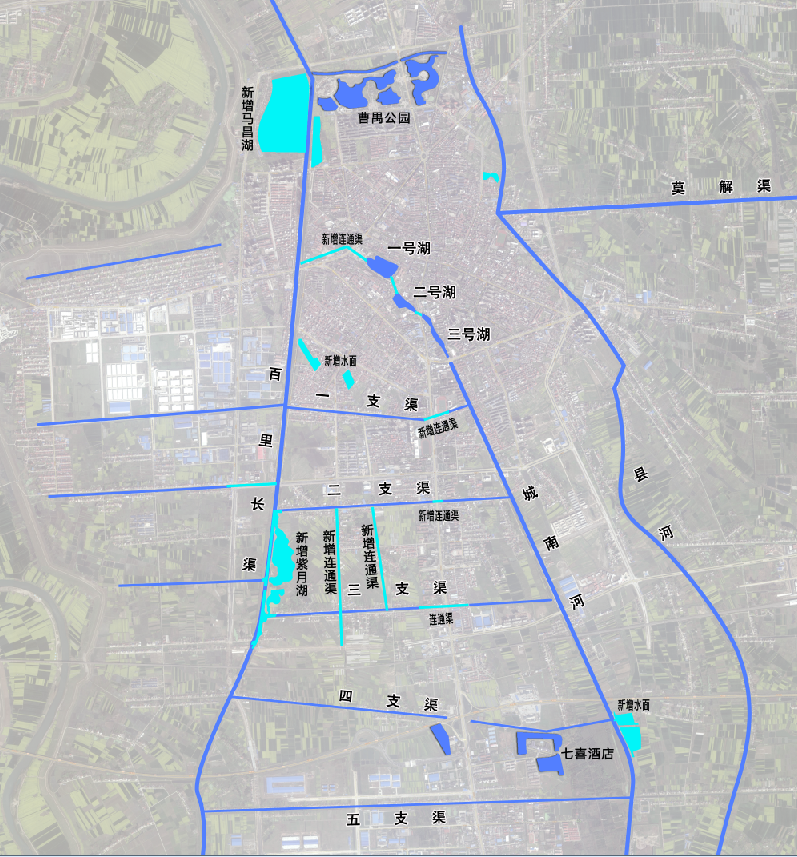 新增马昌湖
曹禺公园
莫解渠
新增连通渠
一号湖
二号湖
三号湖
新增水面
百里长渠
一支渠
新增连通渠
二支渠
新增连通渠
城南河
县河
新增紫月湖
新增连通渠
新增连通渠
三支渠
连通渠
四支渠
新增水面
七喜酒店
五支渠